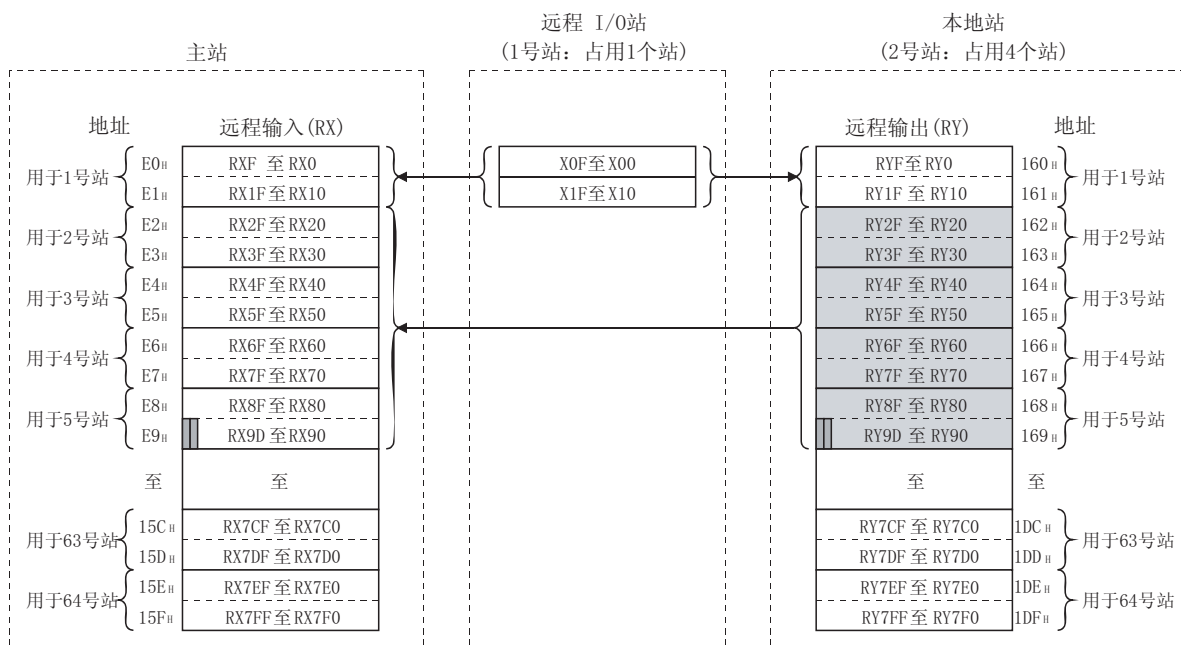 远程 I/O站
(1号站：占用1个站)
本地站
(2号站：占用4个站)
主站
地址 远程输入(RX) 远程输出(RY) 地址
用于1号站 E0H RXF 至 RX0 X0F至X00 RYF至RY0 160H 用于1号站
E1H RX1F至RX10 X1F至X10 RY1F 至 RY10 161H
用于2号站 E2H RX2F至RX20 RY2F 至 RY20 162H 用于2号站
E3H RX3F至RX30 RY3F 至 RY30 163H
用于3号站 E4H RX4F至RX40 RY4F 至 RY40 164H 用于3号站
E5H RX5F至RX50 RY5F 至 RY50 165H
用于4号站 E6H RX6F至RX60 RY6F 至 RY60 166H 用于4号站
E7H RX7F至RX70 RY7F 至 RY70 167H
用于5号站 E8H RX8F至RX80 RY8F 至 RY80 168H 用于5号站
E9H RX9D至RX90 RY9D 至 RY90 169H
至 至 至 至
用于63号站 15CH RX7CF至RX7C0 RY7CF 至 RY7C0 1DCH 用于63号站
15DH RX7DF至RX7D0 RY7DF 至 RY7D0 1DDH
用于64号站 15EH RX7EF至RX7E0 RY7EF 至 RY7E0 1DEH 用于64号站
15FH RX7FF至RX7F0 RY7FF 至 RY7F0 1DFH